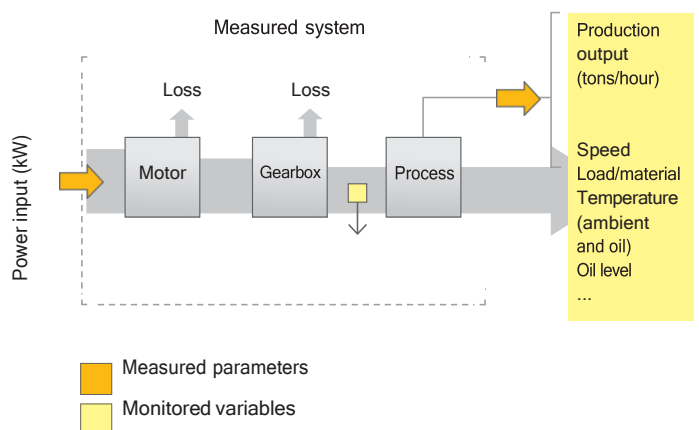 Measured system
Production
output
(tons/hour)
Loss
Loss
Power input (kW)
Motor
Gearbox
Process
Speed
Load/material
Temperature
(ambient
and oil)
Oil level
...
Measured parameters
Monitored variables